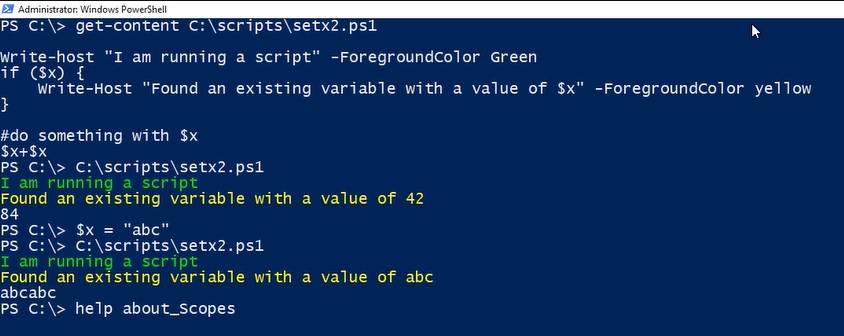 Administrator: Windows PowerShell
PS C:\> get-content C:\scripts\setx2.ps1
Write-host "I am running a script" -ForegroundColor Green
if ($x) {
    Write-Host "Found an existing variable with a value of $x" -ForegroundColor yellow
}
#do something with $x
$x+$x
PS C:\> C:\scripts\setx2.ps1
I am running a script
Found an existing variable with a value of 42
84
PS C:\> $x = "abc"
PS C:\> C:\scripts\setx2.ps1
I am running a script
Found an existing variable with a value of abc
abcabc
PS C:\> help about_Scopes